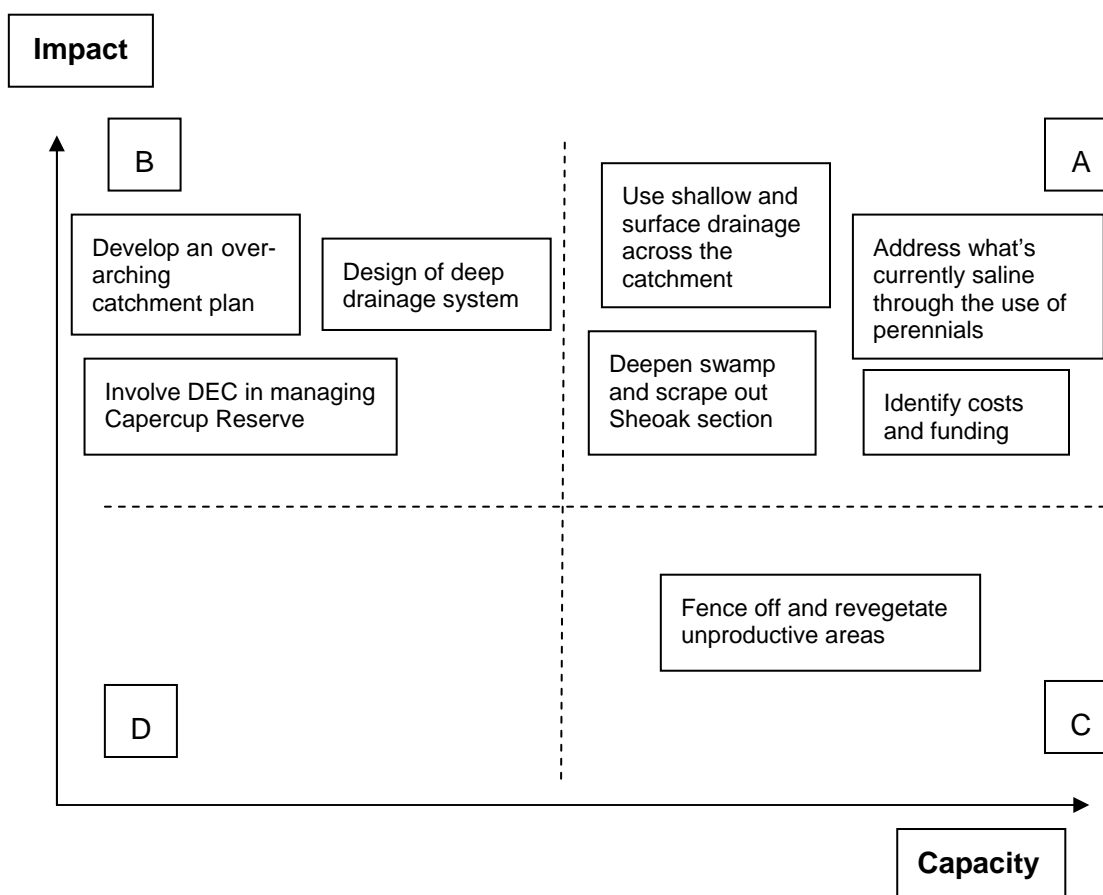 Impact
B
A
Develop an over-
arching
catchment plan
Design of deep
drainage system
Use shallow and
surface drainage
across the
catchment
Address what's
currently saline
through the use of
perennials
Involve DEC in managing
Capercup Reserve
Deepen swamp
and scrape out
Sheoak section
Identify costs
and funding
Fence off and revegetate
unproductive areas
D
C
Capacity